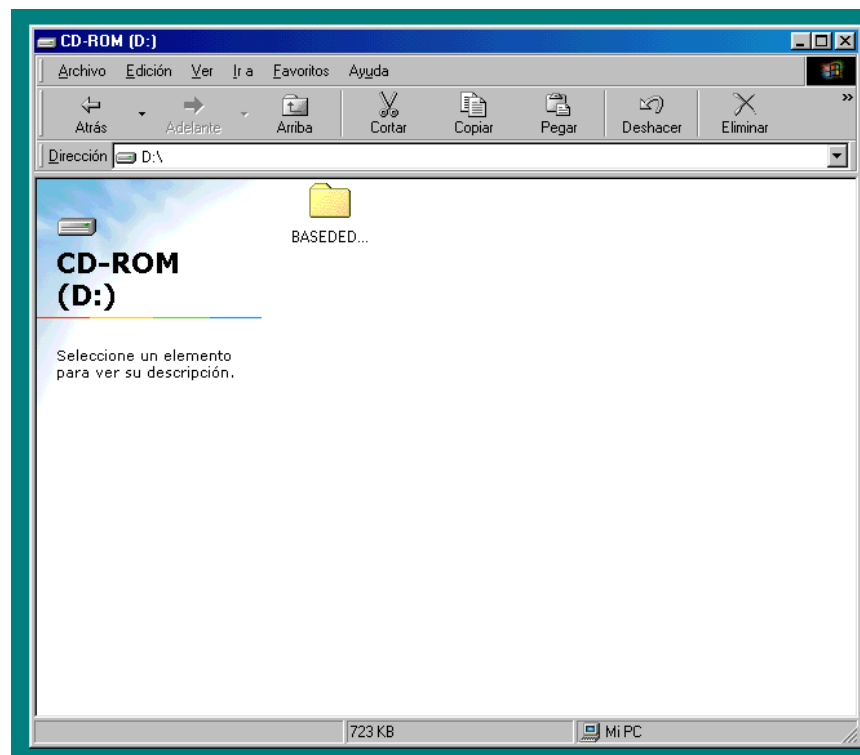 CD-ROM (D:)
Archivo Edición Ver Ir a Favoritos Ayuda
Atrás Adelante Arriba Cortar Copiar Pegar Deshacer Eliminar »
Dirección D:\
BASEDED...
CD-ROM
(D:)
Seleccione un elemento
para ver su descripción.
723 KB Mi PC